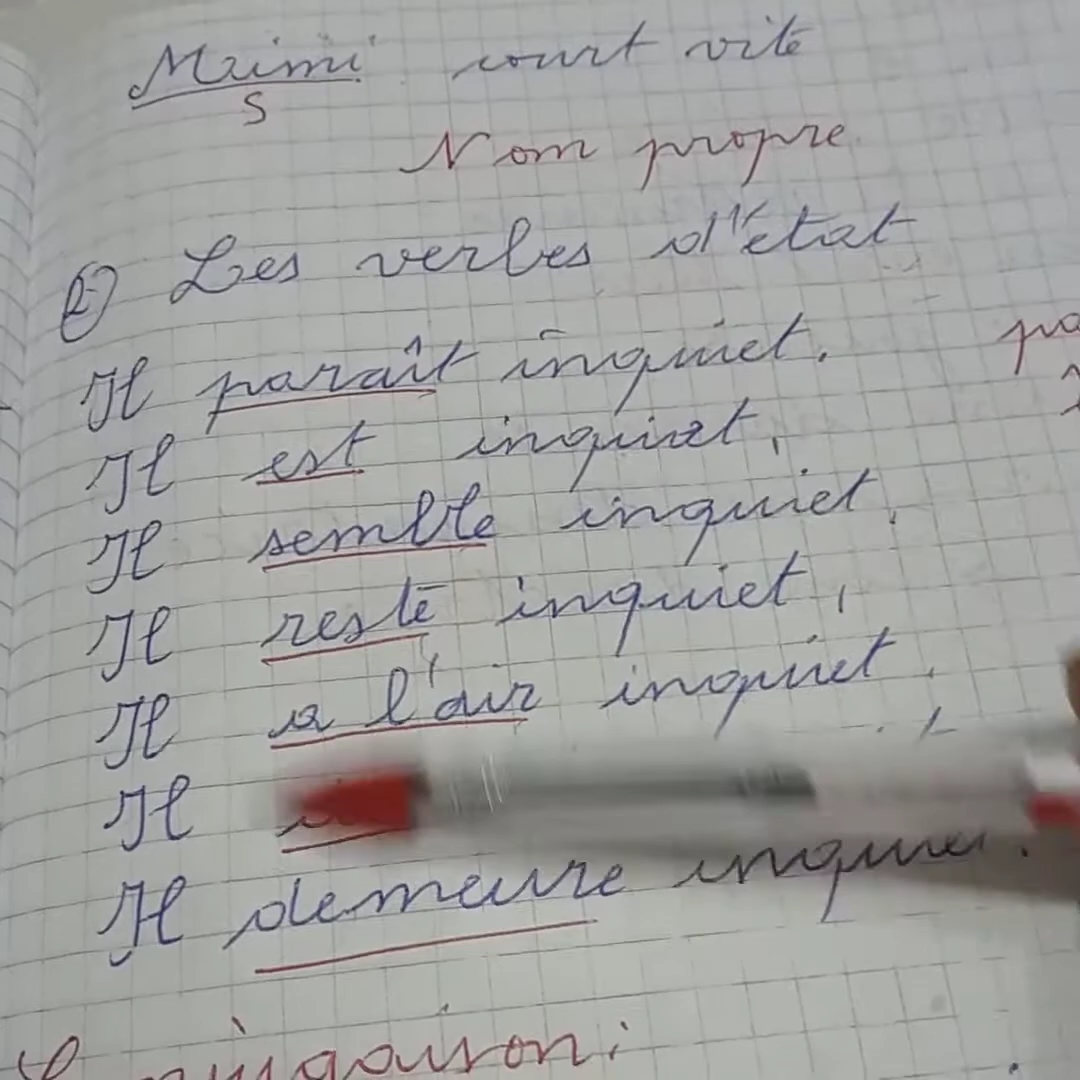 Mimi court vite
S
Nom propre
② Les verbes d'état
Il paraît inquiet.
Il est inquiet.
Il semble inquiet.
Il reste inquiet.
Il a l'air inquiet.
Il
Il demeure inquiet.